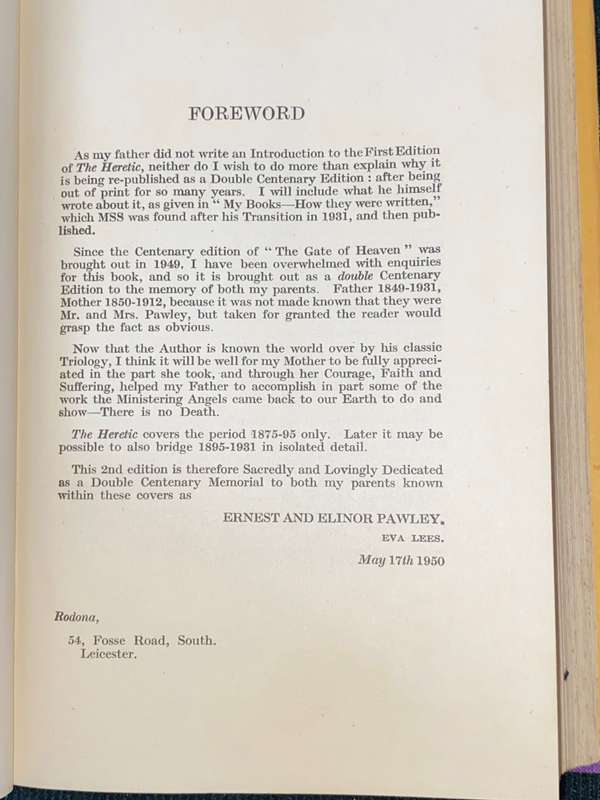 FOREWORD
As my father did not write an Introduction to the First Edition
of The Heretic, neither do I wish to do more than explain why it
is being re-published as a Double Centenary Edition : after being
out of print for so many years. I will include what he himself
wrote about it, as given in " My Books—How they were written,"
which MSS was found after his Transition in 1931, and then pub-
lished.
Since the Centenary edition of " The Gate of Heaven " was
brought out in 1949, I have been overwhelmed with enquiries
for this book, and so it is brought out as a double Centenary
Edition to the memory of both my parents. Father 1849-1931,
Mother 1850-1912, because it was not made known that they were
Mr. and Mrs. Pawley, but taken for granted the reader would
grasp the fact as obvious.
Now that the Author is known the world over by his classic
Triology, I think it will be well for my Mother to be fully appreci-
ated in the part she took, and through her Courage, Faith and
Suffering, helped my Father to accomplish in part some of the
work the Ministering Angels came back to our Earth to do and
show—There is no Death.
The Heretic covers the period 1875-95 only. Later it may be
possible to also bridge 1895-1931 in isolated detail.
This 2nd edition is therefore Sacredly and Lovingly Dedicated
as a Double Centenary Memorial to both my parents known
within these covers as
ERNEST AND ELINOR PAWLEY.
EVA LEES.
May 17th 1950
Rodona,
54, Fosse Road, South.
Leicester.